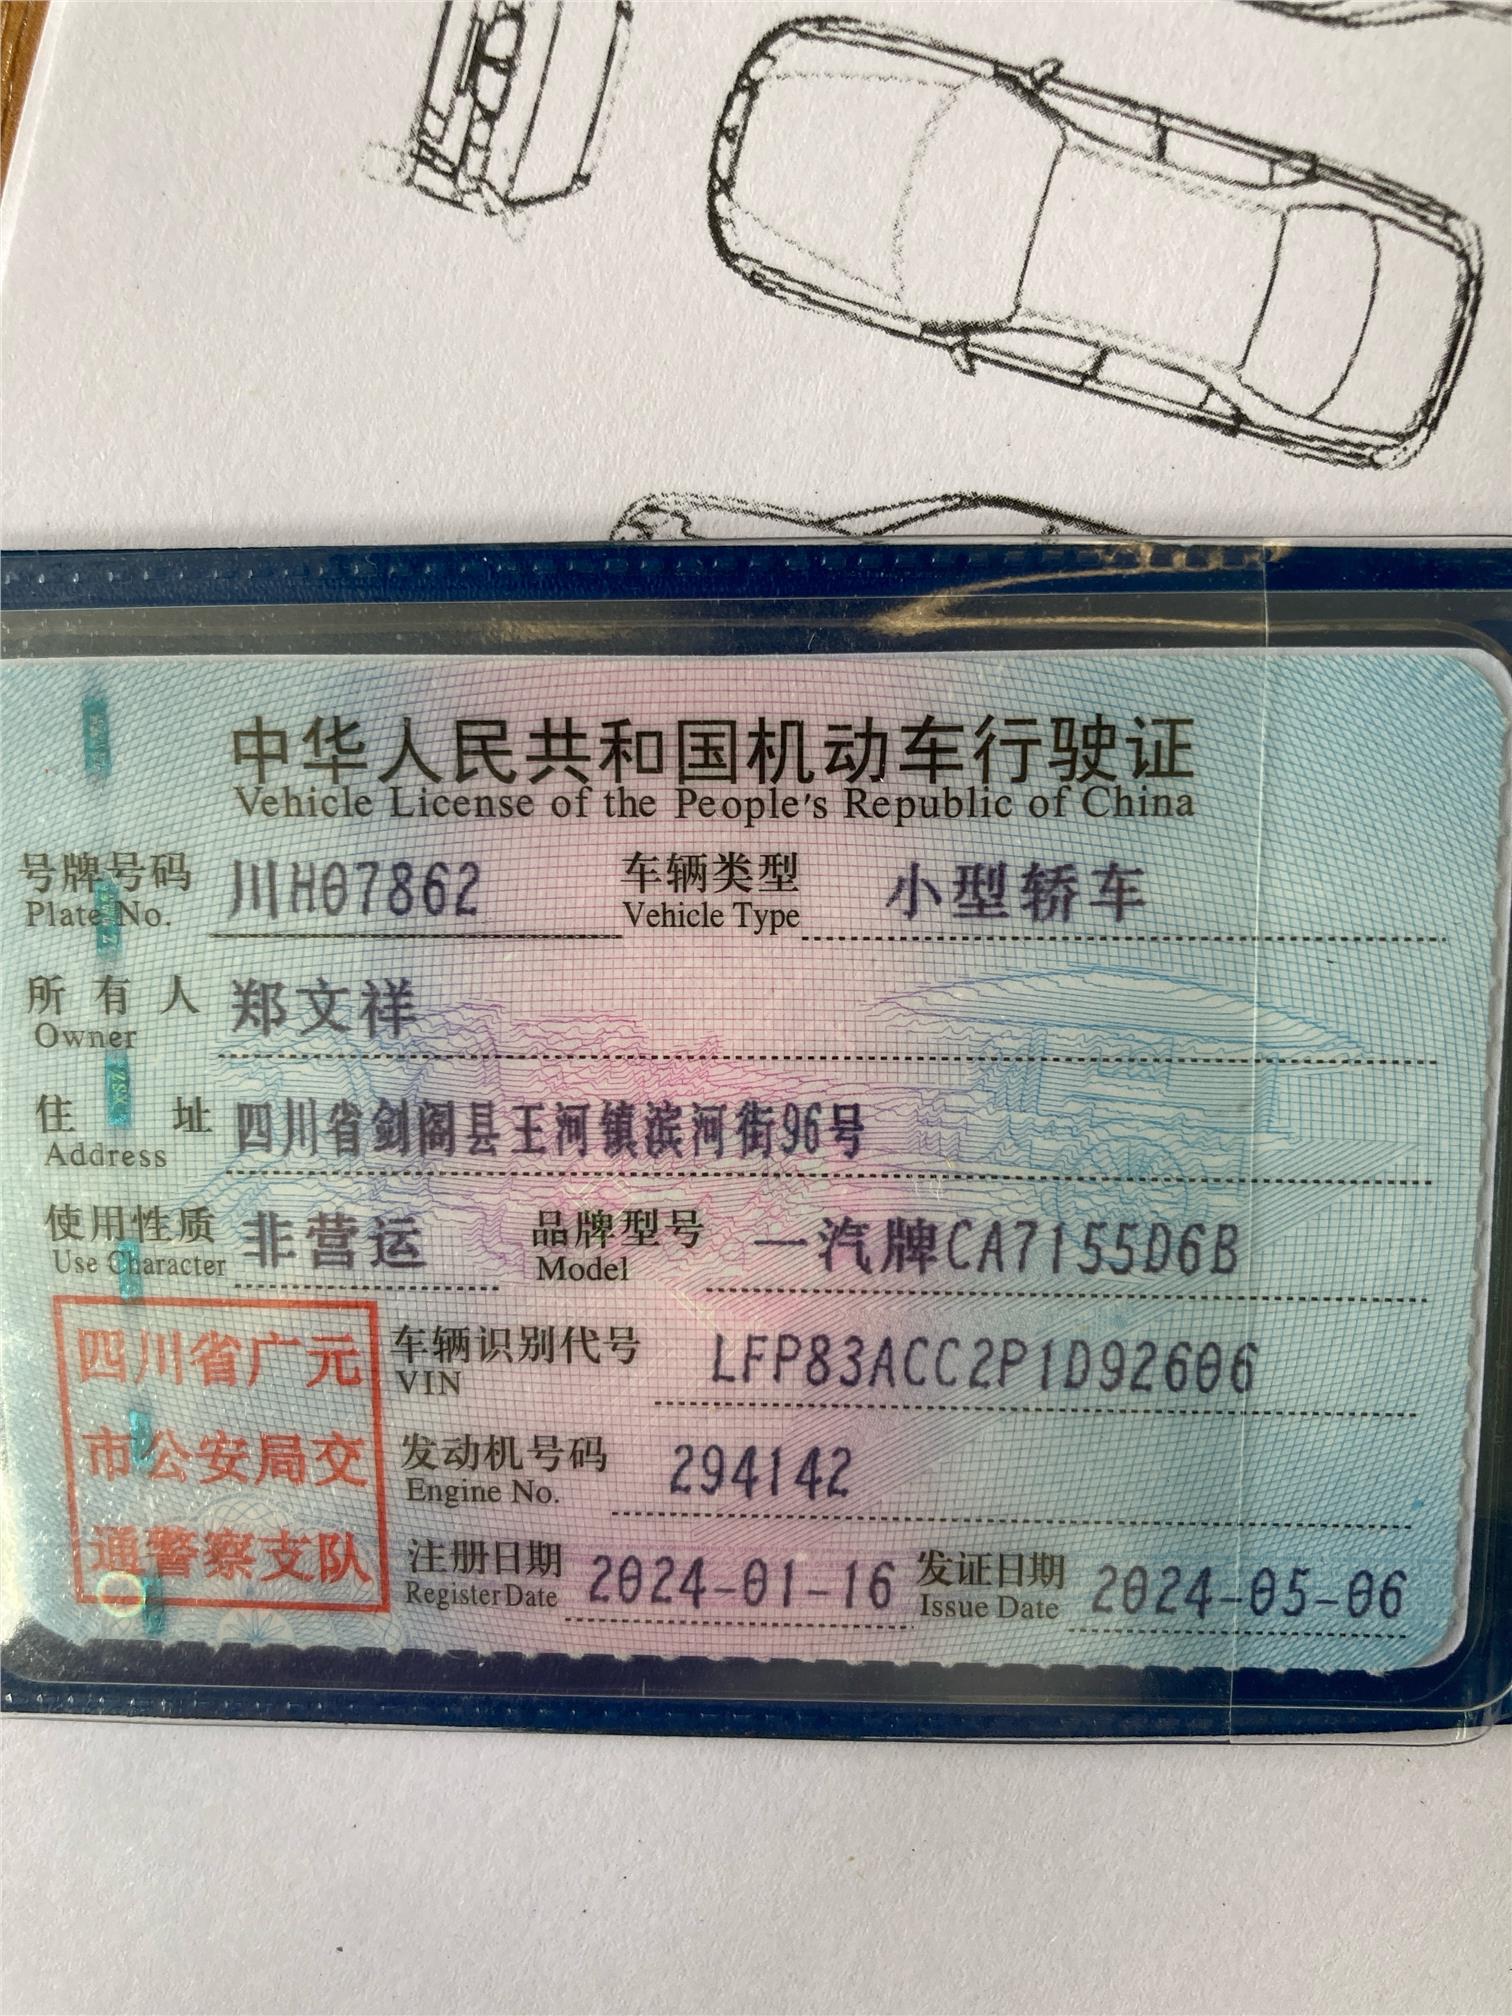 中华人民共和国机动车行驶证
Vehicle License of the People's Republic of China
号牌号码 川H07862 车辆类型 小型轿车
Plate No. Vehicle Type
所有人 郑文祥
Owner
住址 四川省剑阁县王河镇滨河街96号
Address
使用性质 非营运 品牌型号 一汽牌CA7155D6B
Use Character Model
四川省广元
市公安局交
通警察支队
车辆识别代号 LFP83ACC2P1D92606
VIN
发动机号码 294142
Engine No.
注册日期 2024-01-16 发证日期 2024-05-06
Register Date Issue Date